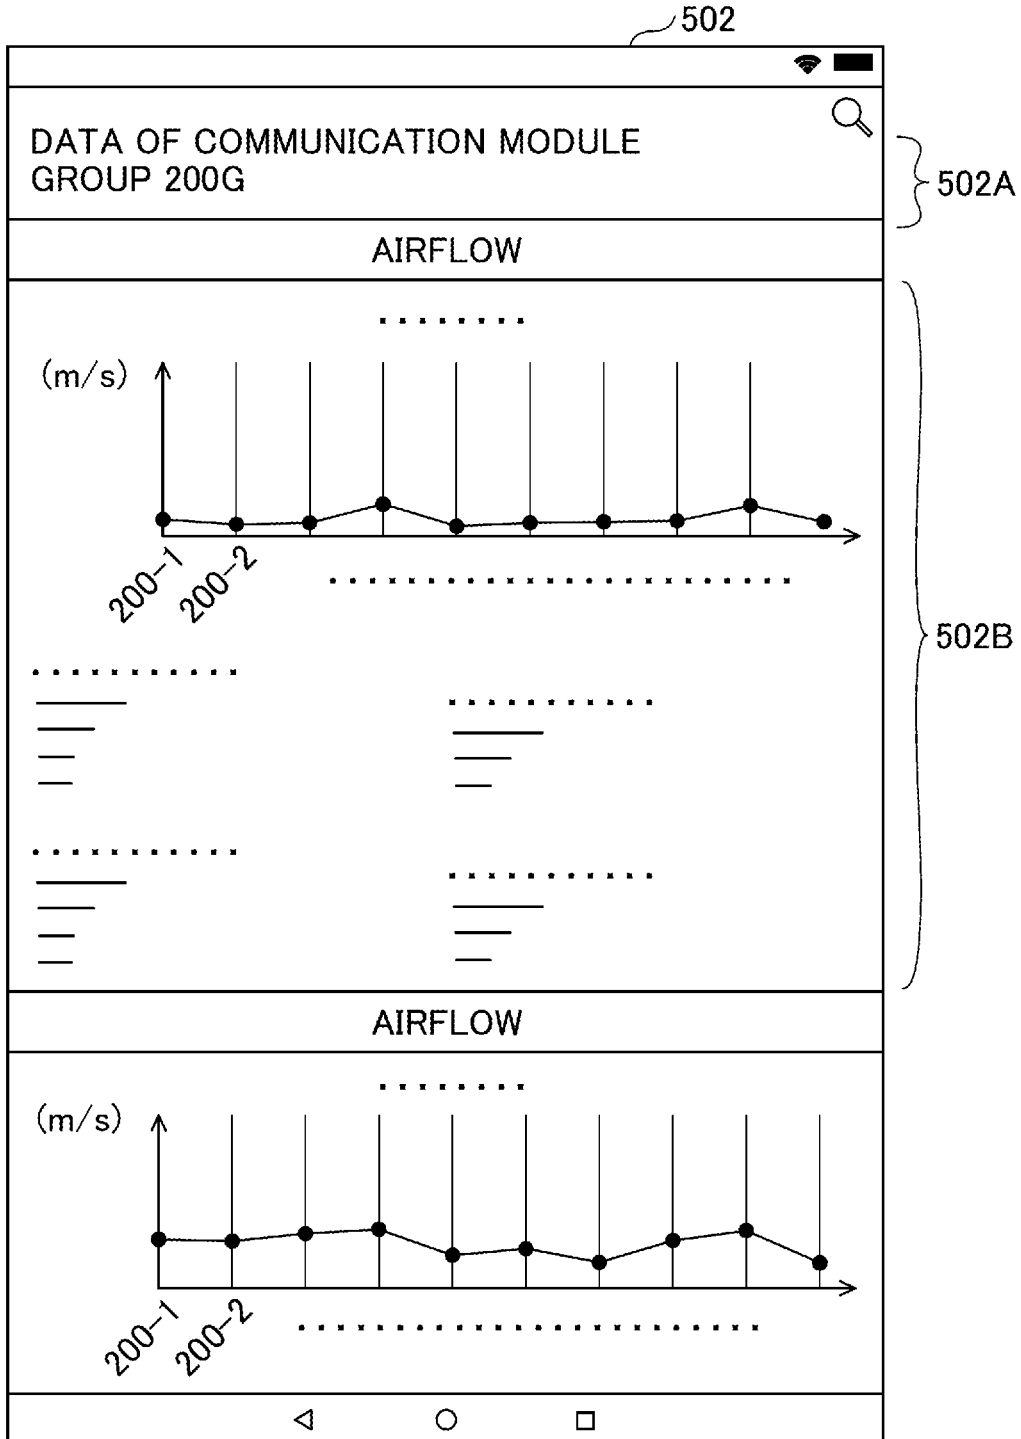 502
DATA OF COMMUNICATION MODULE
GROUP 200G
502A
AIRFLOW
(m/s)
200-1
200-2
502B
AIRFLOW
(m/s)
200-1
200-2